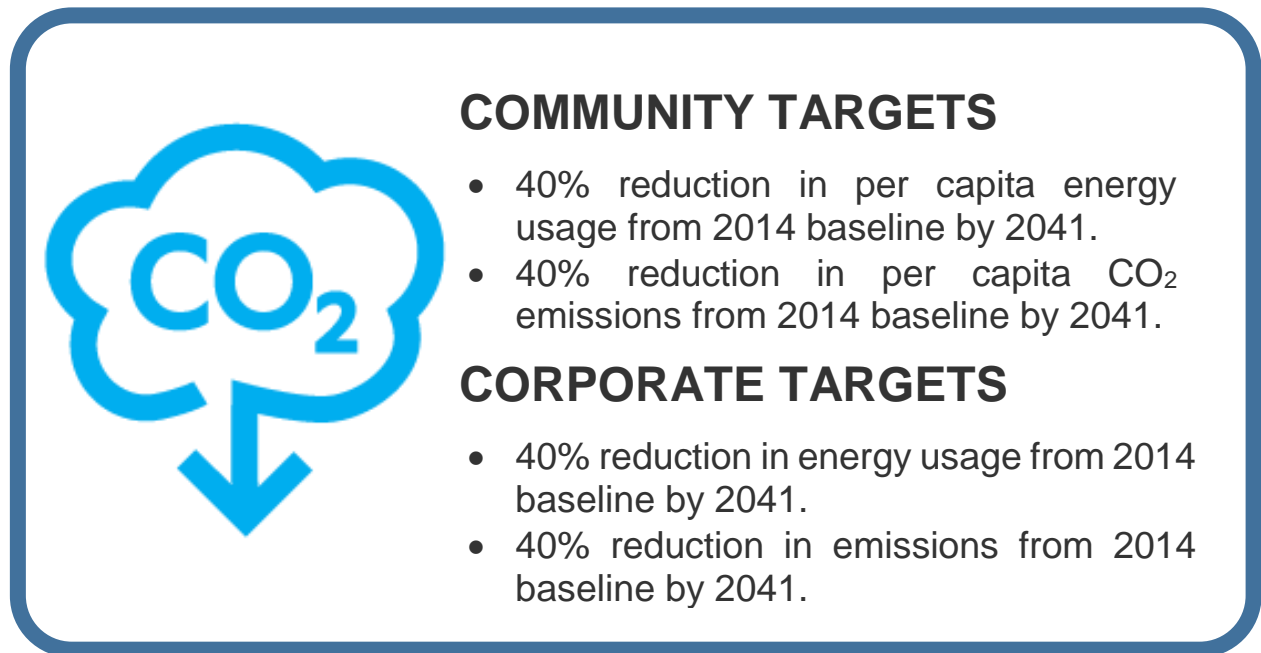 COMMUNITY TARGETS
• 40% reduction in per capita energy
usage from 2014 baseline by 2041.
• 40% reduction in per capita CO₂
emissions from 2014 baseline by 2041.
CO₂
CORPORATE TARGETS
• 40% reduction in energy usage from 2014
baseline by 2041.
• 40% reduction in emissions from 2014
baseline by 2041.